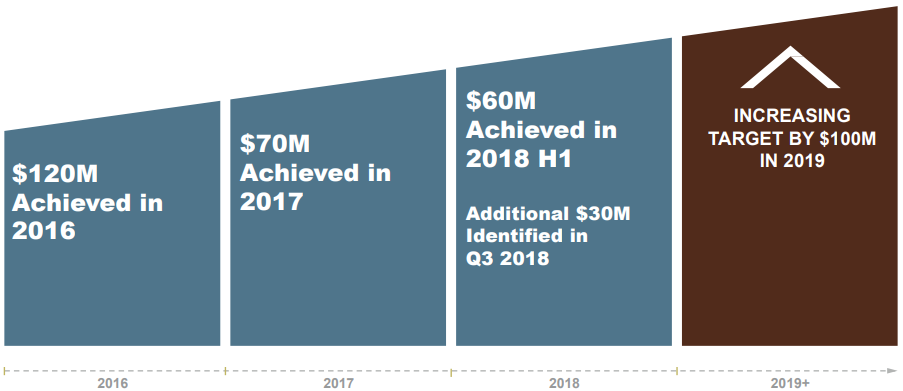 $120M
Achieved in
2016
$70M
Achieved in
2017
$60M
Achieved in
2018 H1
Additional $30M
Identified in
Q3 2018
INCREASING
TARGET BY $100M
IN 2019
2016
2017
2018
2019+